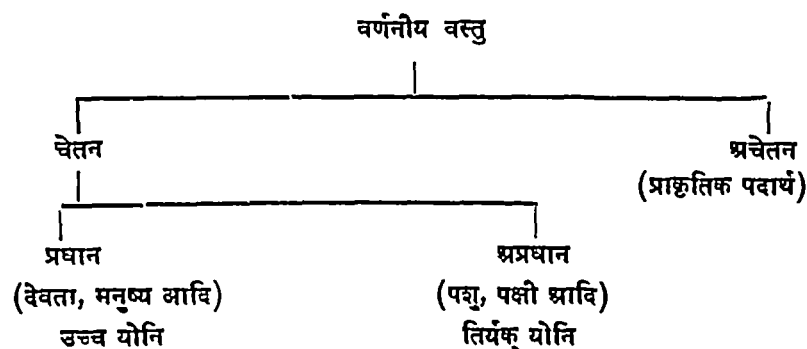 वर्णनीय वस्तु
चेतन
अचेतन
(प्राकृतिक पदार्थ)
प्रधान
अप्रधान
(देवता, मनुष्य आदि)
(पशु, पक्षी आदि)
उच्च योनि
तिर्यक् योनि